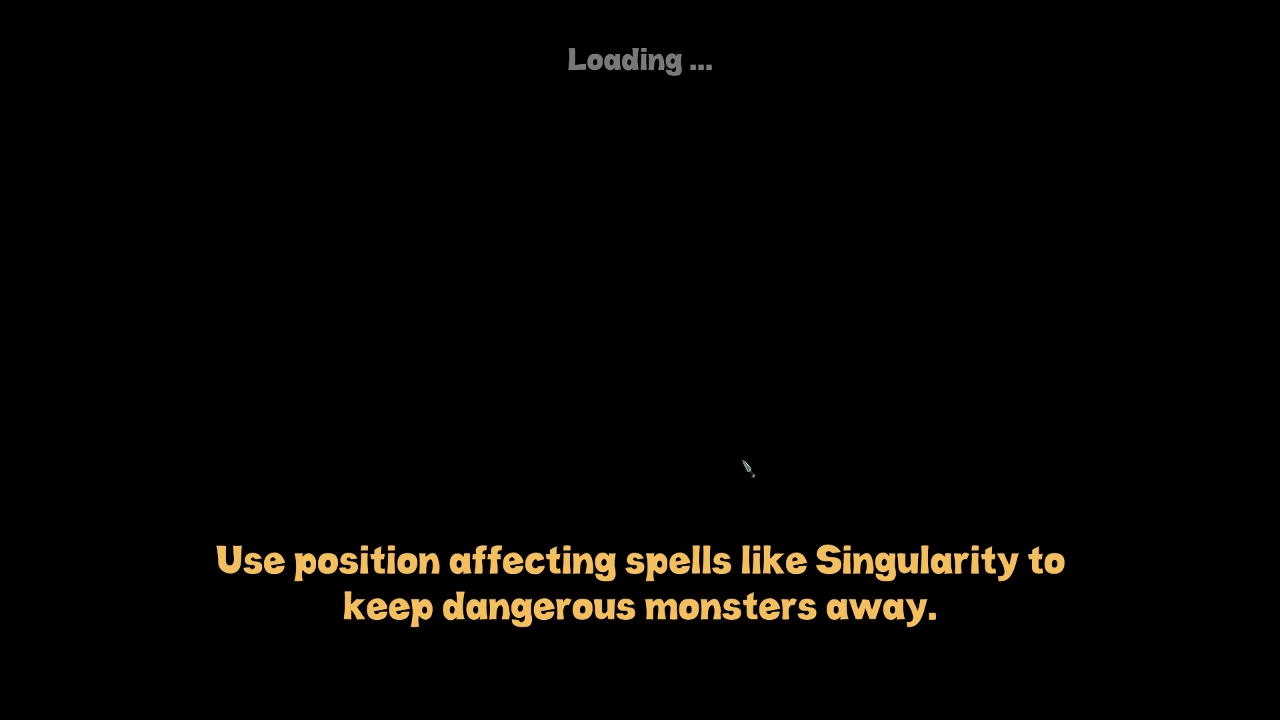 Loading ...
Use position affecting spells like Singularity to
keep dangerous monsters away.